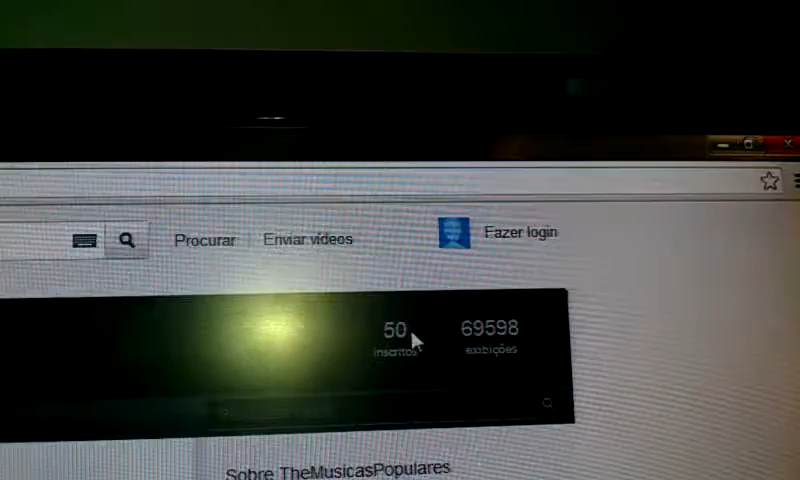 Procurar
Enviar vídeos
Fazer login
50
69598
inscritos
exibições
Sobre TheMusicasPopulares